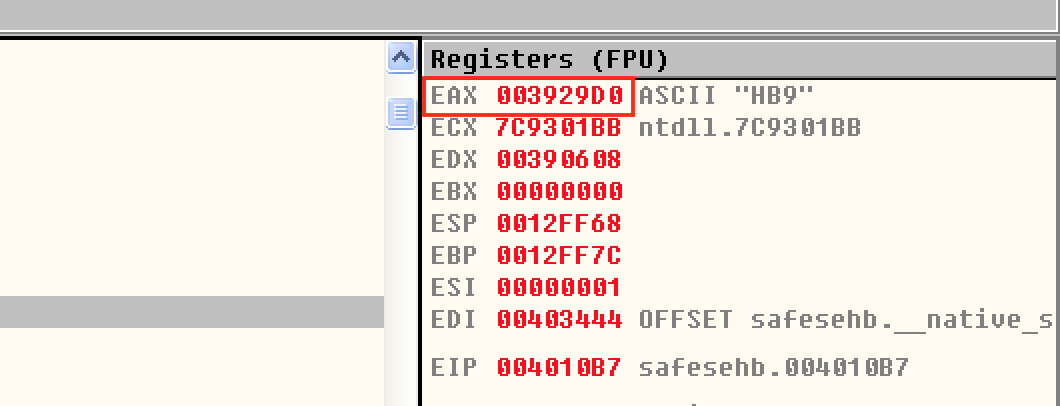 Registers (FPU)
EAX 003929D0 ASCII "HB9"
ECX 7C9301BB ntdll.7C9301BB
EDX 00390608
EBX 00000000
ESP 0012FF68
EBP 0012FF7C
ESI 00000001
EDI 00403444 OFFSET safesehb.__native_s
EIP 004010B7 safesehb.004010B7